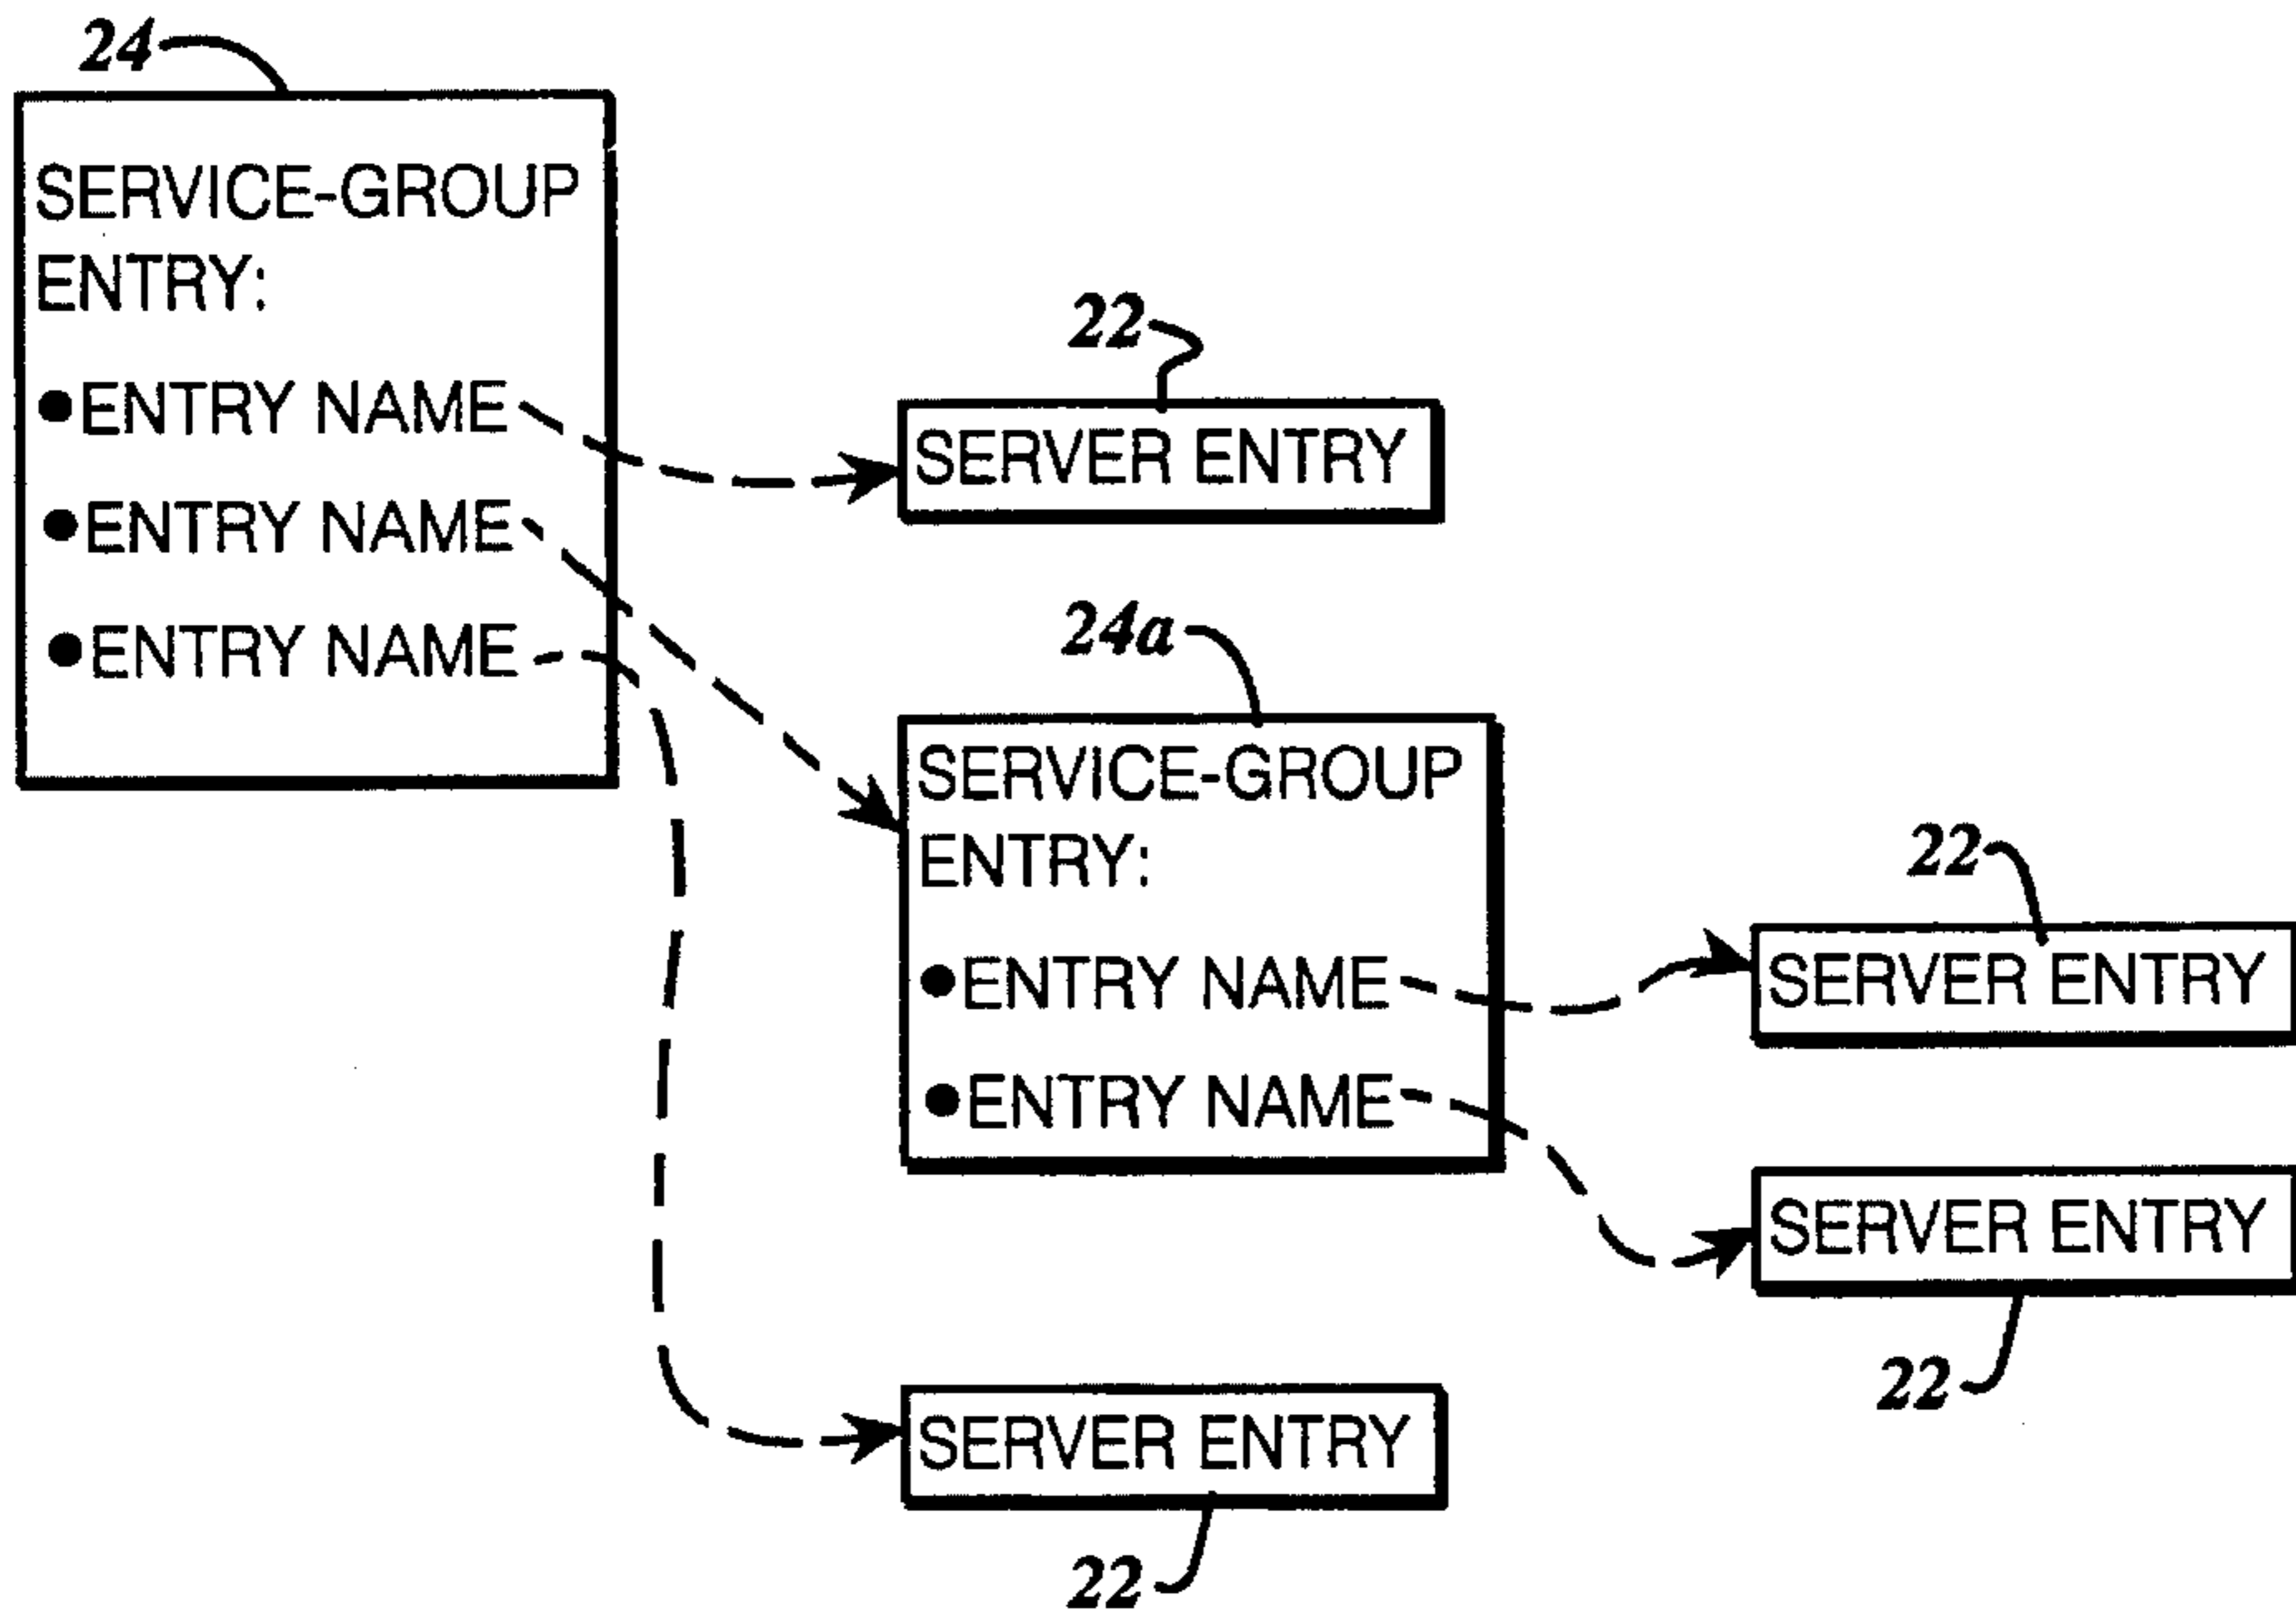 24
SERVICE-GROUP
ENTRY:
●ENTRY NAME
●ENTRY NAME
●ENTRY NAME
22
SERVER ENTRY
24a
SERVICE-GROUP
ENTRY:
●ENTRY NAME
●ENTRY NAME
22
SERVER ENTRY
SERVER ENTRY
22
SERVER ENTRY
22